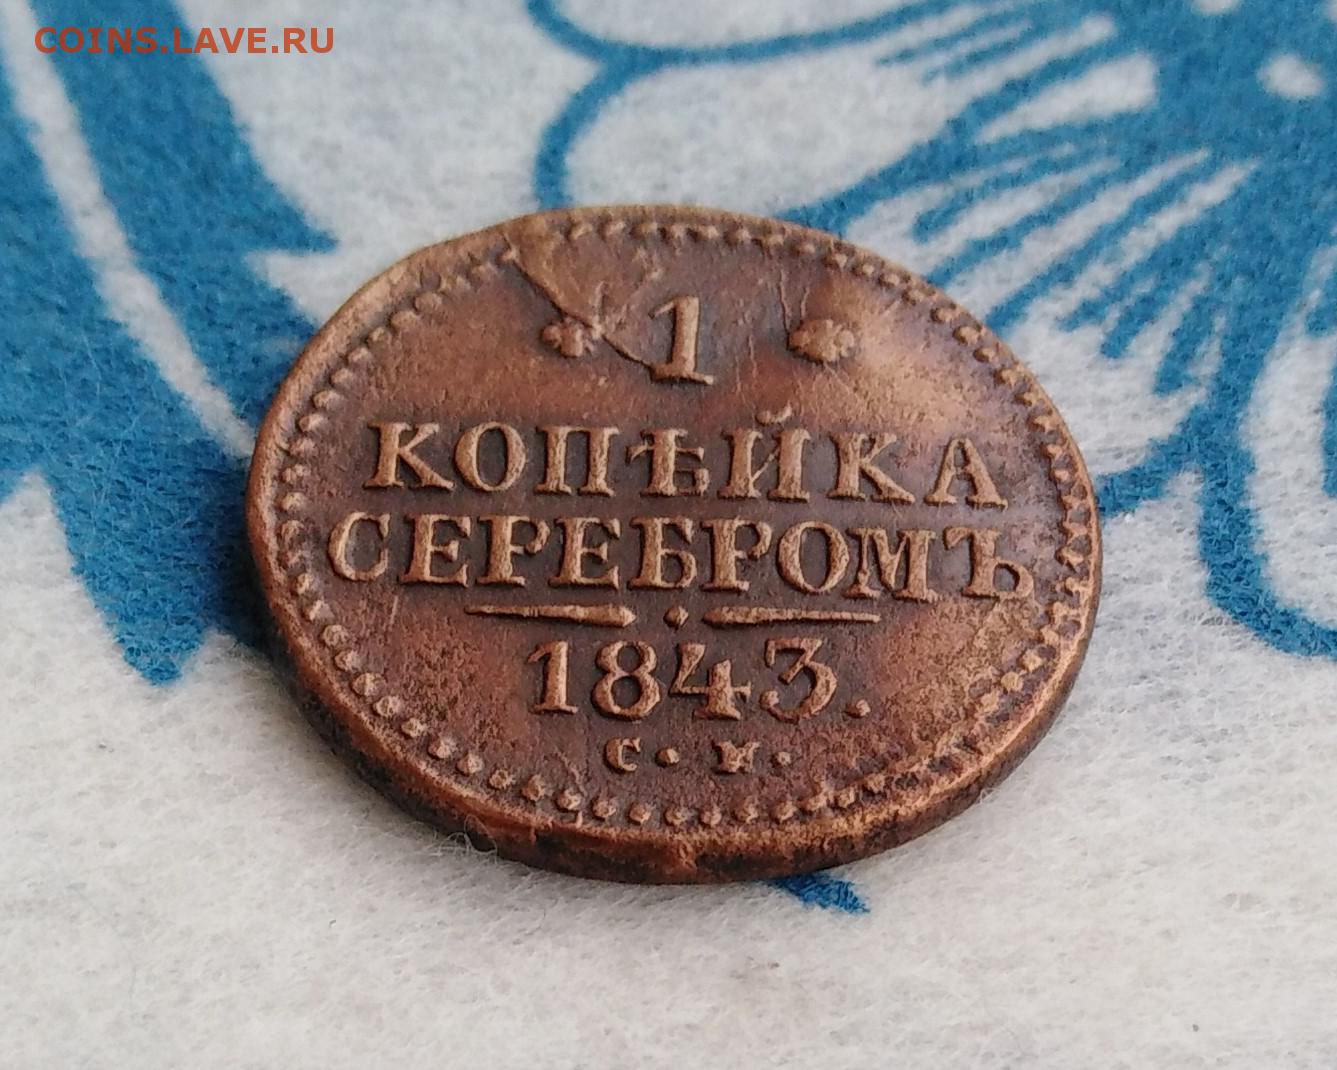 COINS.LAVE.RU
1
КОПѢЙКА
СЕРЕБРОМЪ
1843.
С. М.